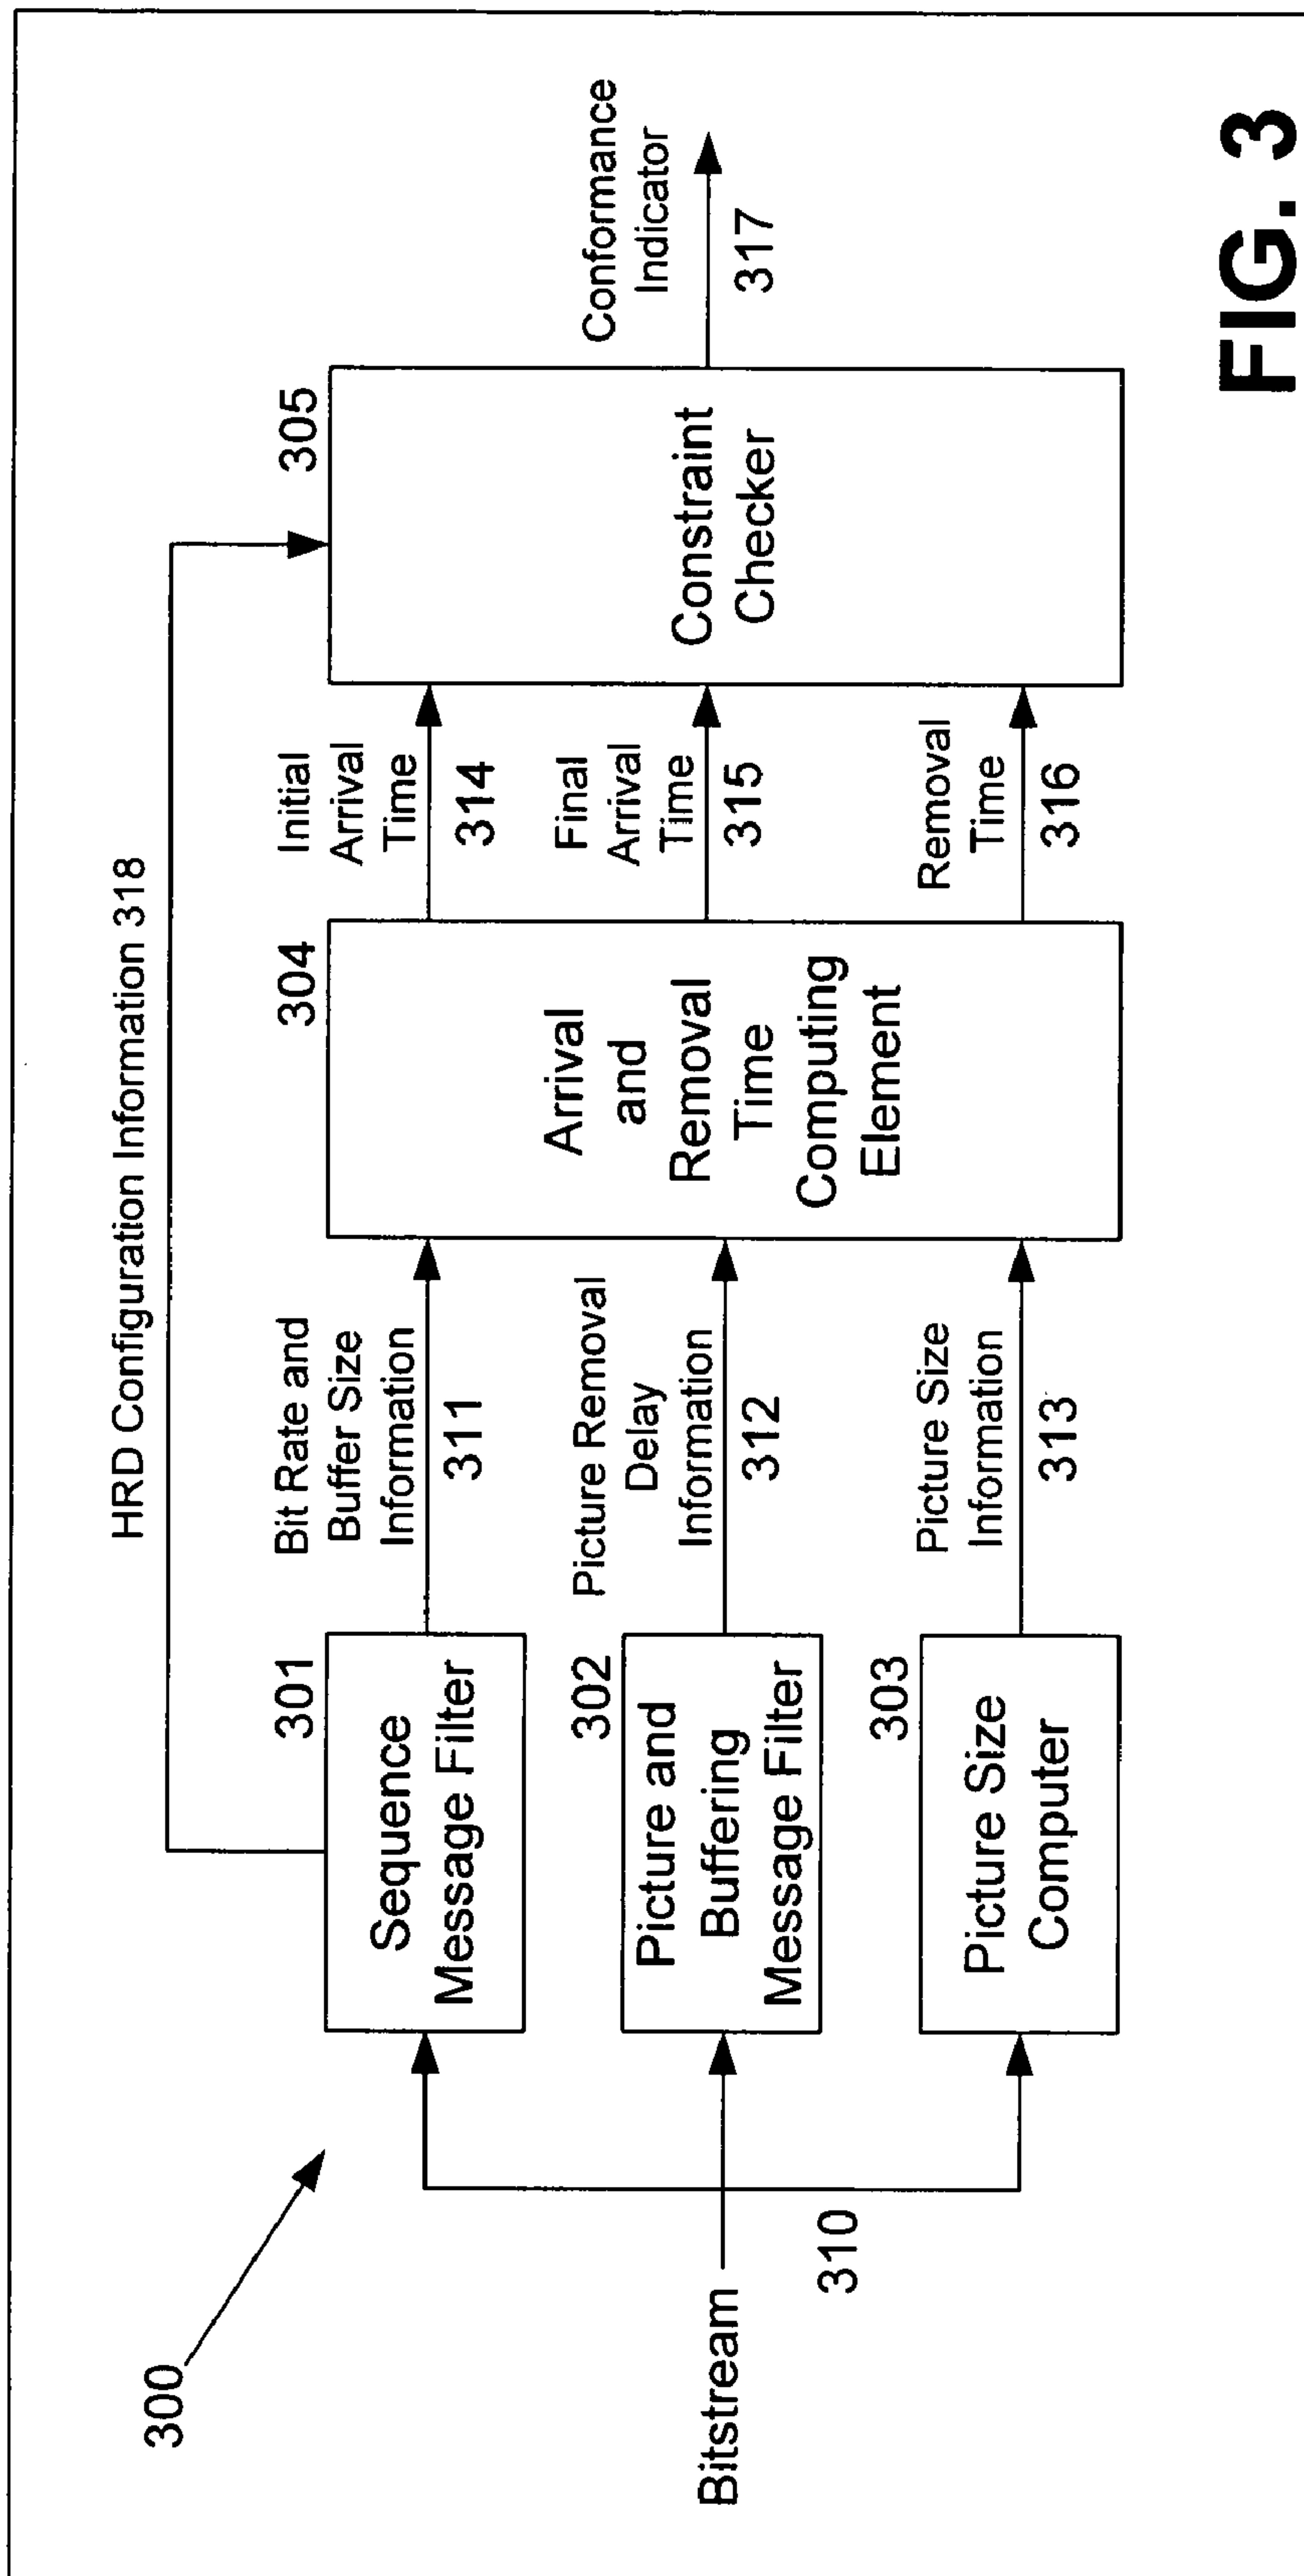 HRD Configuration Information 318
300
Bitstream
310
301
Sequence
Message Filter
302
Picture and
Buffering
Message Filter
303
Picture Size
Computer
Bit Rate and
Buffer Size
Information
311
Picture Removal
Delay
Information
312
Picture Size
Information
313
304
Arrival
and
Removal
Time
Computing
Element
Initial
Arrival
Time
314
Final
Arrival
Time
315
Removal
Time
316
305
Constraint
Checker
Conformance
Indicator
317
FIG. 3